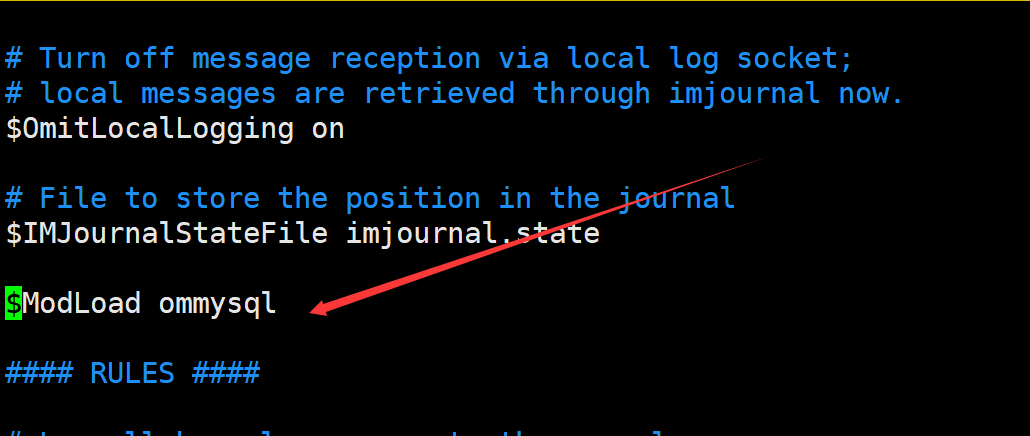 # Turn off message reception via local log socket;
# local messages are retrieved through imjournal now.
$OmitLocalLogging on
# File to store the position in the journal
$IMJournalStateFile imjournal.state
$ModLoad ommysql
#### RULES ####